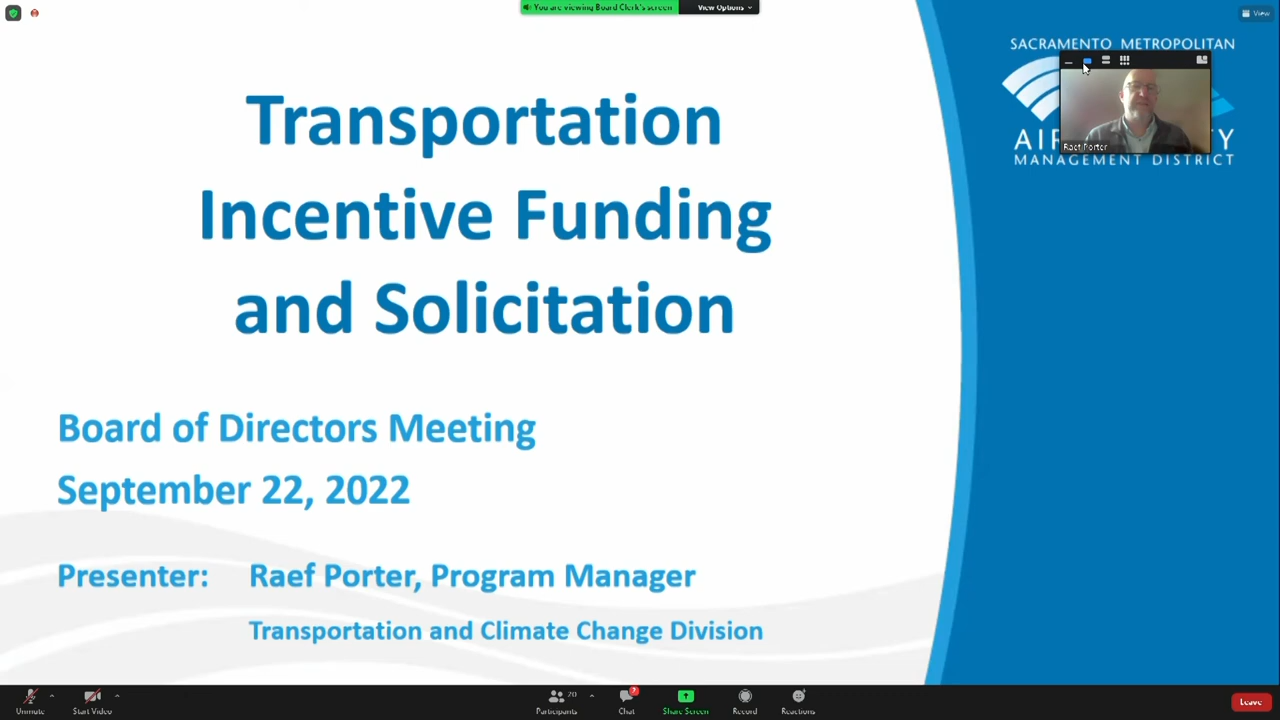 You are viewing Board Clerk's screen
View Options
View
SACRAMENTO METROPOLITAN
Transportation
Incentive Funding
and Solicitation
Raef Porter
MANAGEMENT DISTRICT
Board of Directors Meeting
September 22, 2022
Presenter: Raef Porter, Program Manager
Transportation and Climate Change Division
Unmute
Start Video
Participants
20
Chat
Share Screen
Record
Reactions
Leave